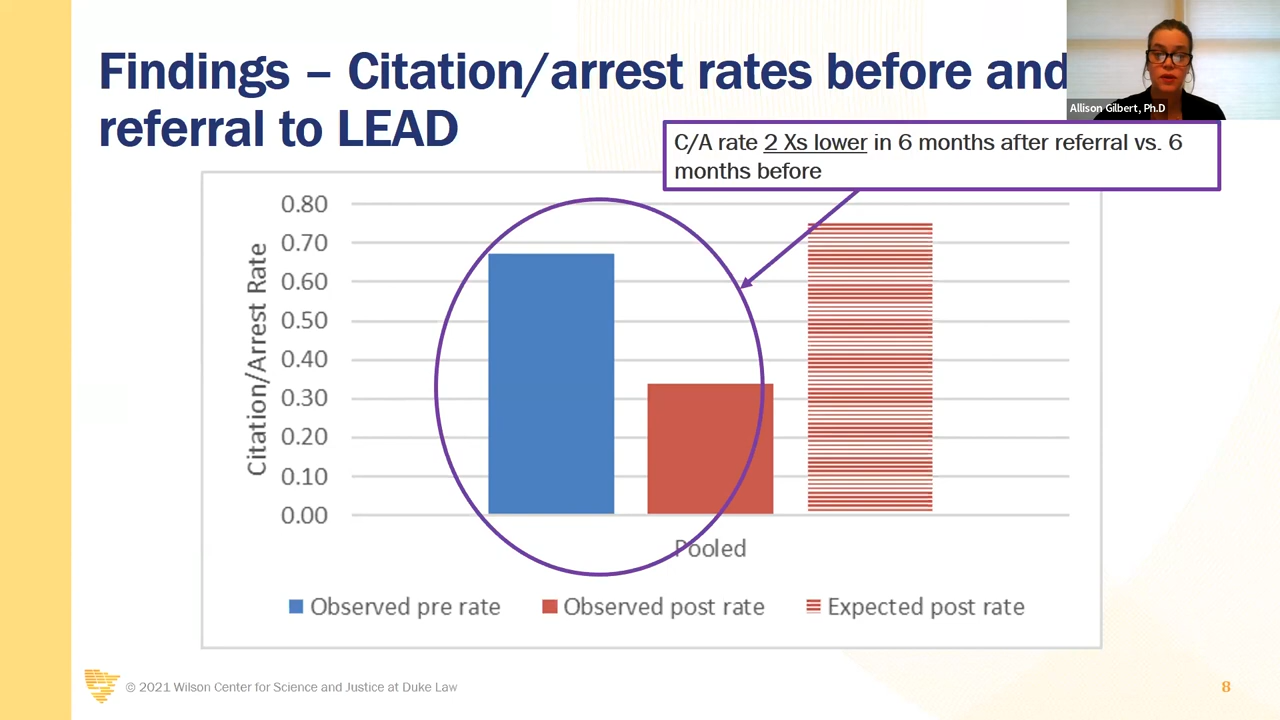 Findings – Citation/arrest rates before and
referral to LEAD
Allison Gilbert, Ph.D
C/A rate 2 Xs lower in 6 months after referral vs. 6
months before
Citation/Arrest Rate
0.80
0.70
0.60
0.50
0.40
0.30
0.20
0.10
0.00
Pooled
Observed pre rate
Observed post rate
Expected post rate
© 2021 Wilson Center for Science and Justice at Duke Law
8